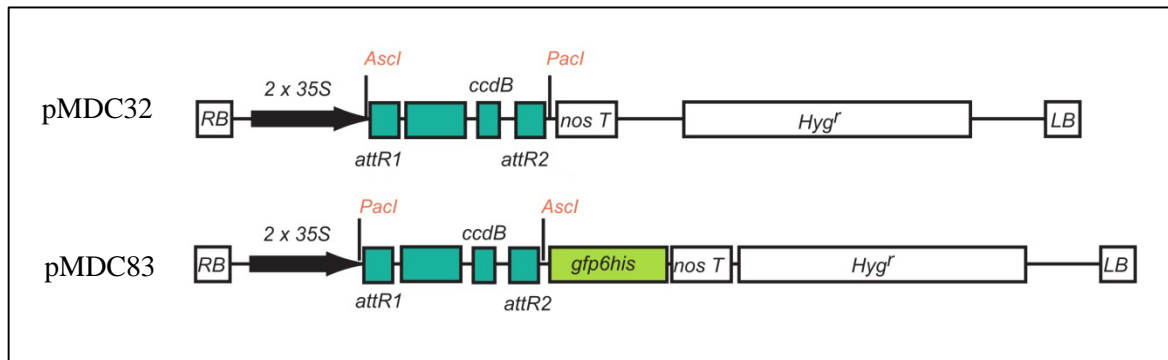 AscI PacI
2 x 35S ccdB
pMDC32 RB nos T Hygr LB
attR1 attR2
PacI AscI
2 x 35S ccdB
pMDC83 RB gfp6his nos T Hygr LB
attR1 attR2